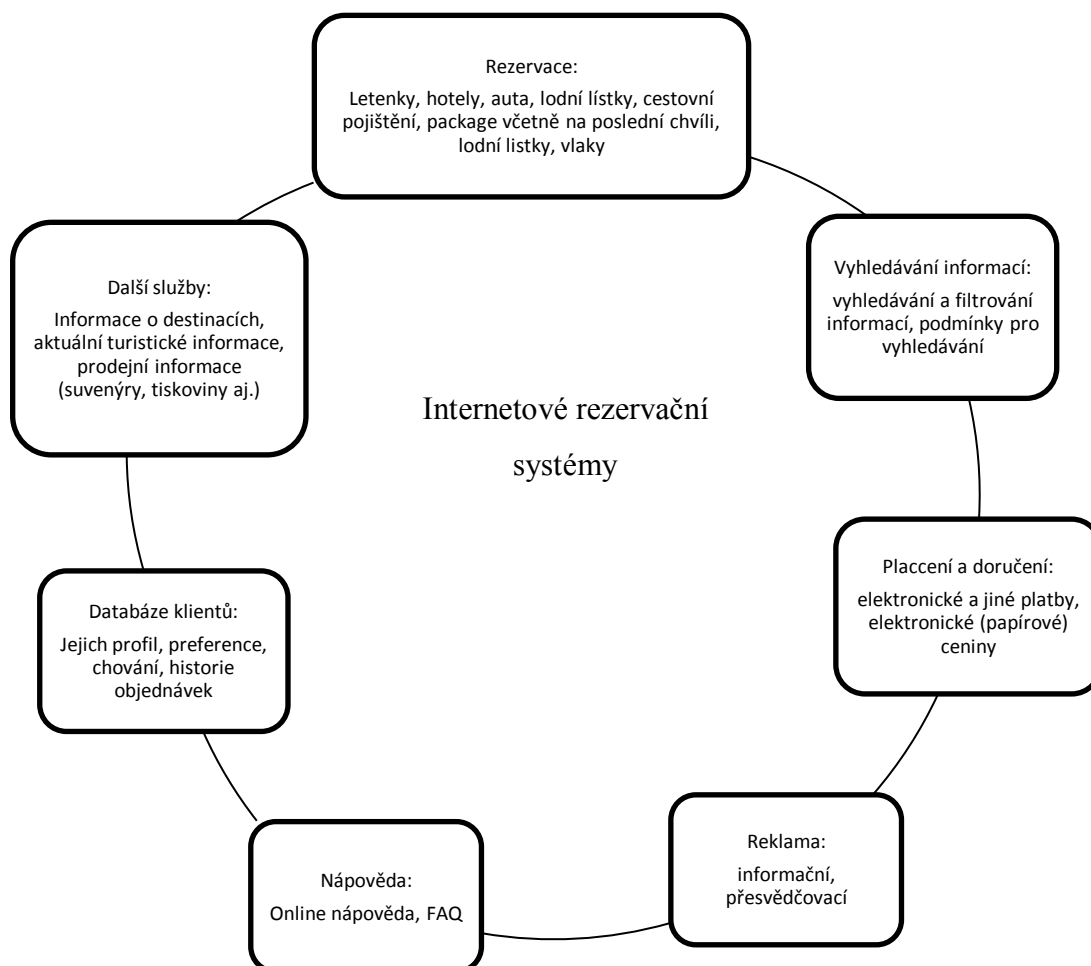 Rezervace:
Letenky, hotely, auta, lodní lístky, cestovní
pojištění, package včetně na poslední chvíli,
lodní listky, vlaky
Vyhledávání informací:
vyhledávání a filtrování
informací, podmínky pro
vyhledávání
Placcení a doručení:
elektronické a jiné platby,
elektronické (papírové)
ceniny
Reklama:
informační,
přesvědčovací
Nápověda:
Online nápověda, FAQ
Databáze klientů:
Jejich profil, preference,
chování, historie
objednávek
Další služby:
Informace o destinacích,
aktuální turistické informace,
prodejní informace
(suvenýry, tiskoviny aj.)
Internetové rezervační
systémy